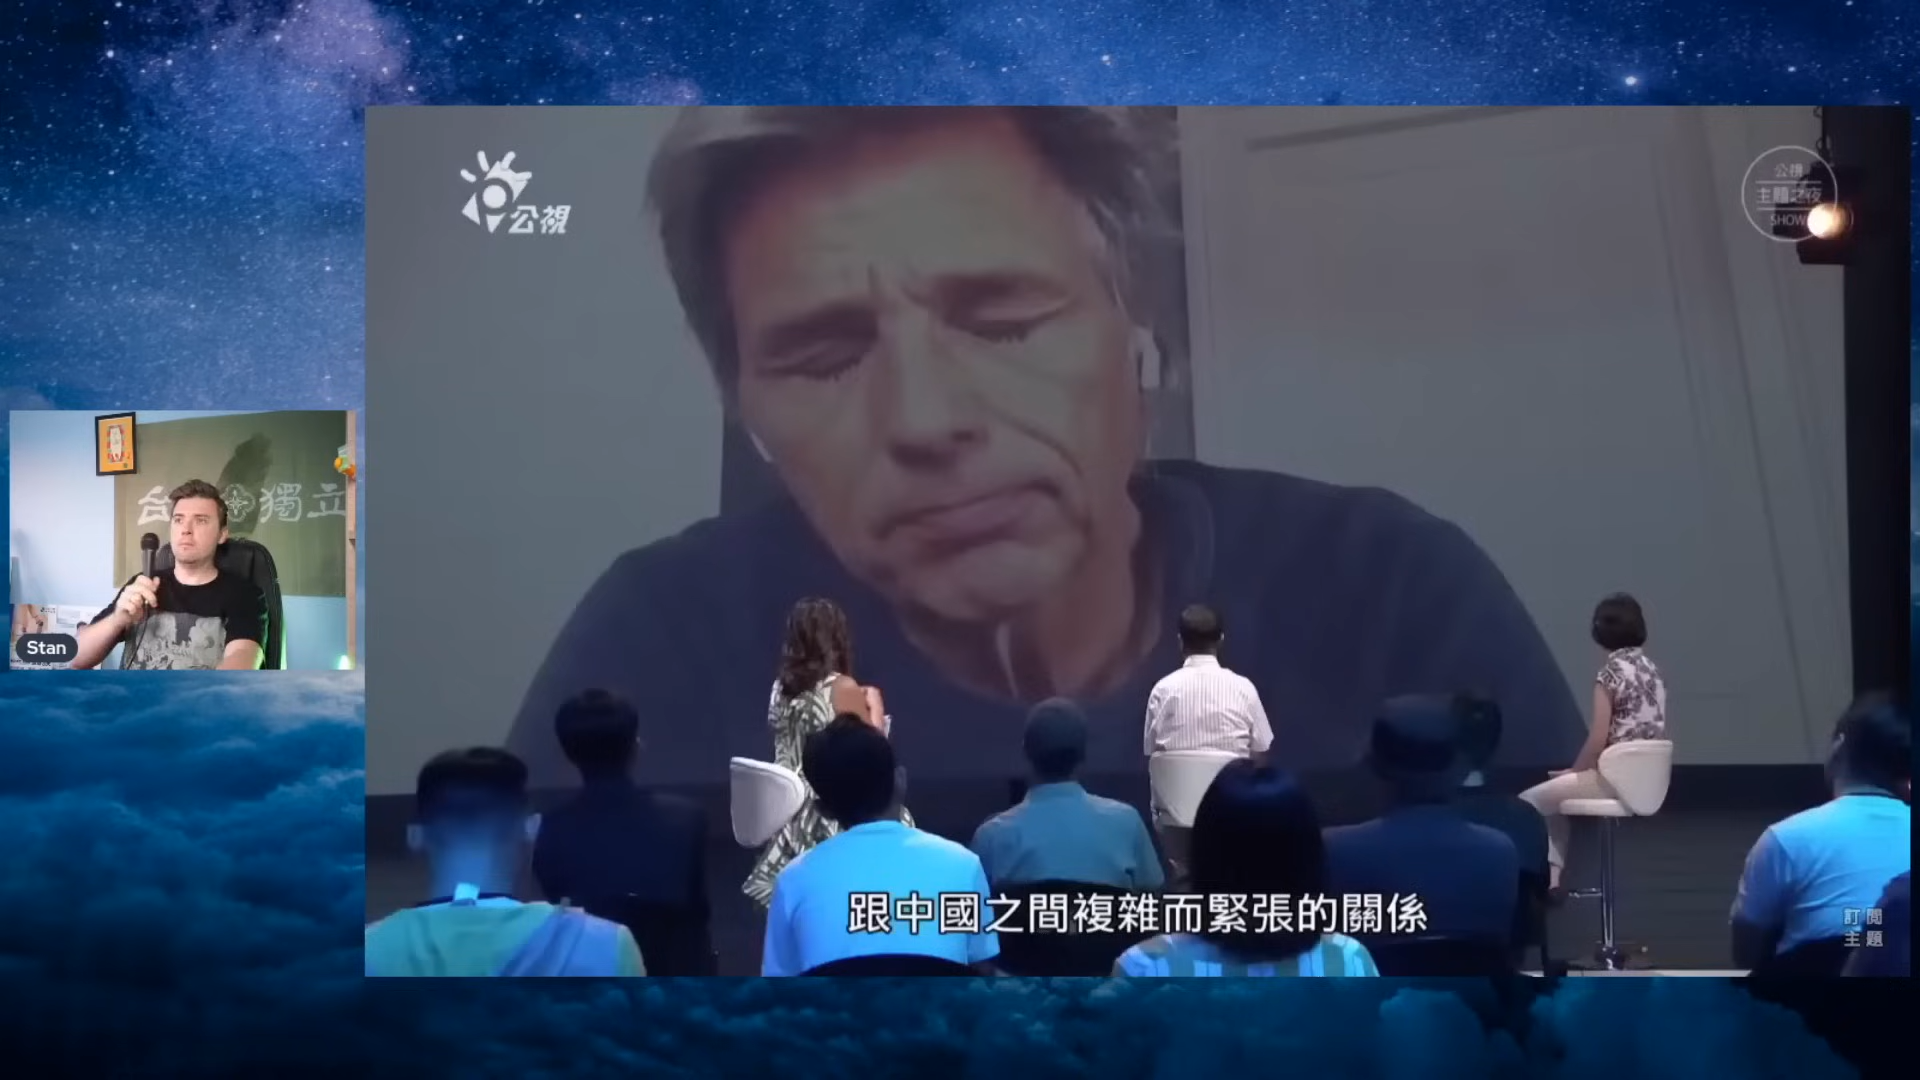 公視
公視
主題之夜
SHOW
台 獨立
Stan
跟中國之間複雜而緊張的關係
訂閱
主題